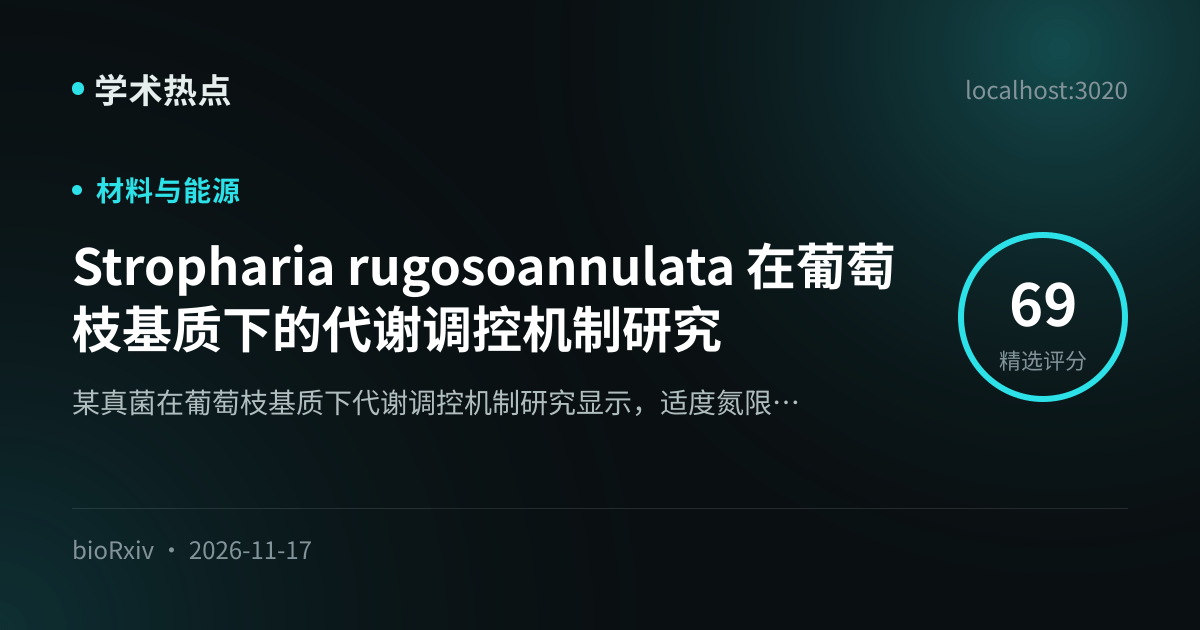 学术热点
localhost:3020
材料与能源
Stropharia rugosoannulata 在葡萄
枝基质下的代谢调控机制研究
69
精选评分
某真菌在葡萄枝基质下代谢调控机制研究显示，适度氮限…
bioRxiv · 2026-11-17